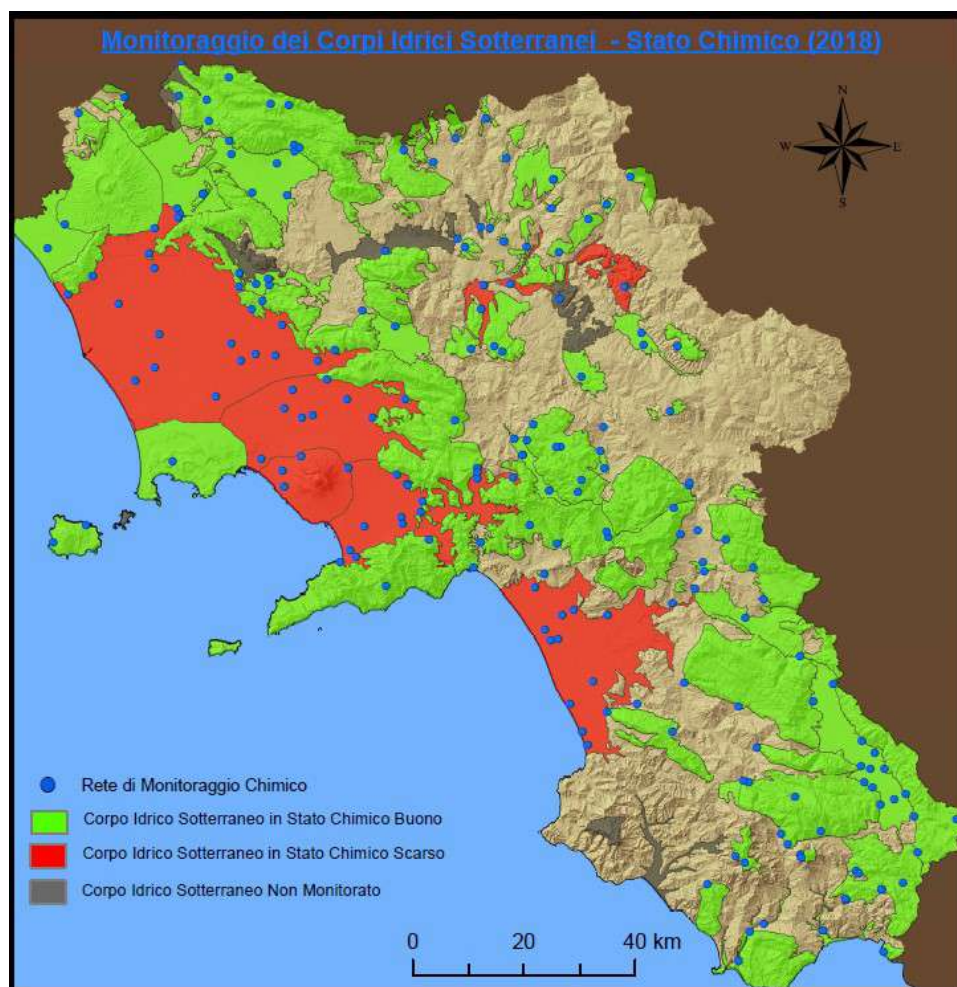 Monitoraggio dei Corpi Idrici Sotterranei - Stato Chimico (2018)
N
W E
S
Rete di Monitoraggio Chimico
Corpo Idrico Sotterraneo in Stato Chimico Buono
Corpo Idrico Sotterraneo in Stato Chimico Scarso
Corpo Idrico Sotterraneo Non Monitorato
0 20 40 km